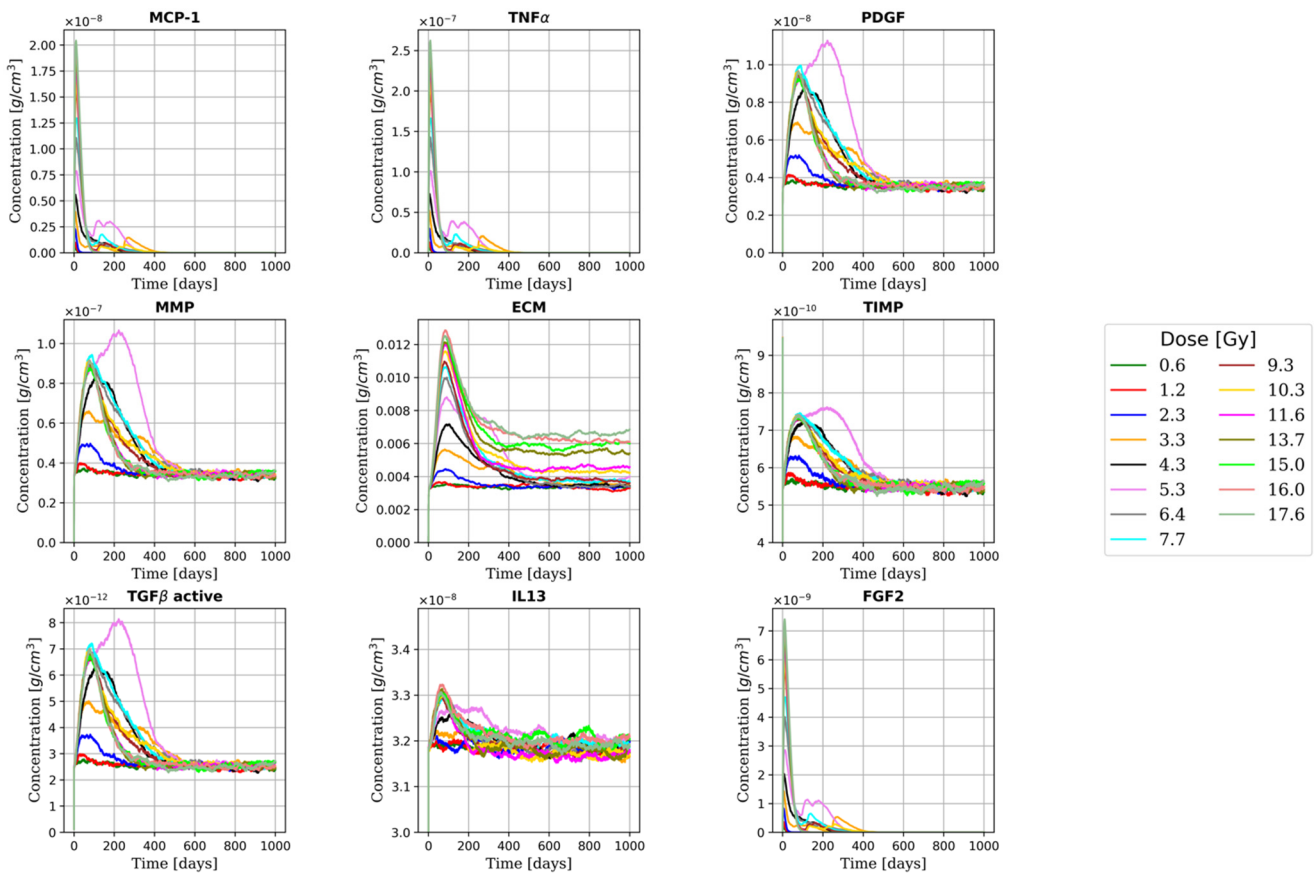 MCP-1
×10⁻⁸
Concentration [g/cm³]
2.00
1.75
1.50
1.25
1.00
0.75
0.50
0.25
0.00
0 200 400 600 800 1000
Time [days]
TNFα
×10⁻⁷
Concentration [g/cm³]
2.5
2.0
1.5
1.0
0.5
0.0
0 200 400 600 800 1000
Time [days]
PDGF
×10⁻⁸
Concentration [g/cm³]
1.0
0.8
0.6
0.4
0.2
0.0
0 200 400 600 800 1000
Time [days]
MMP
×10⁻⁷
Concentration [g/cm³]
1.0
0.8
0.6
0.4
0.2
0.0
0 200 400 600 800 1000
Time [days]
ECM
Concentration [g/cm³]
0.012
0.010
0.008
0.006
0.004
0.002
0.000
0 200 400 600 800 1000
Time [days]
TIMP
×10⁻¹⁰
Concentration [g/cm³]
9
8
7
6
5
4
0 200 400 600 800 1000
Time [days]
Dose [Gy]
0.6 9.3
1.2 10.3
2.3 11.6
3.3 13.7
4.3 15.0
5.3 16.0
6.4 17.6
7.7
TGFβ active
×10⁻¹²
Concentration [g/cm³]
8
7
6
5
4
3
2
1
0
0 200 400 600 800 1000
Time [days]
IL13
×10⁻⁸
Concentration [g/cm³]
3.4
3.3
3.2
3.1
3.0
0 200 400 600 800 1000
Time [days]
FGF2
×10⁻⁹
Concentration [g/cm³]
7
6
5
4
3
2
1
0
0 200 400 600 800 1000
Time [days]